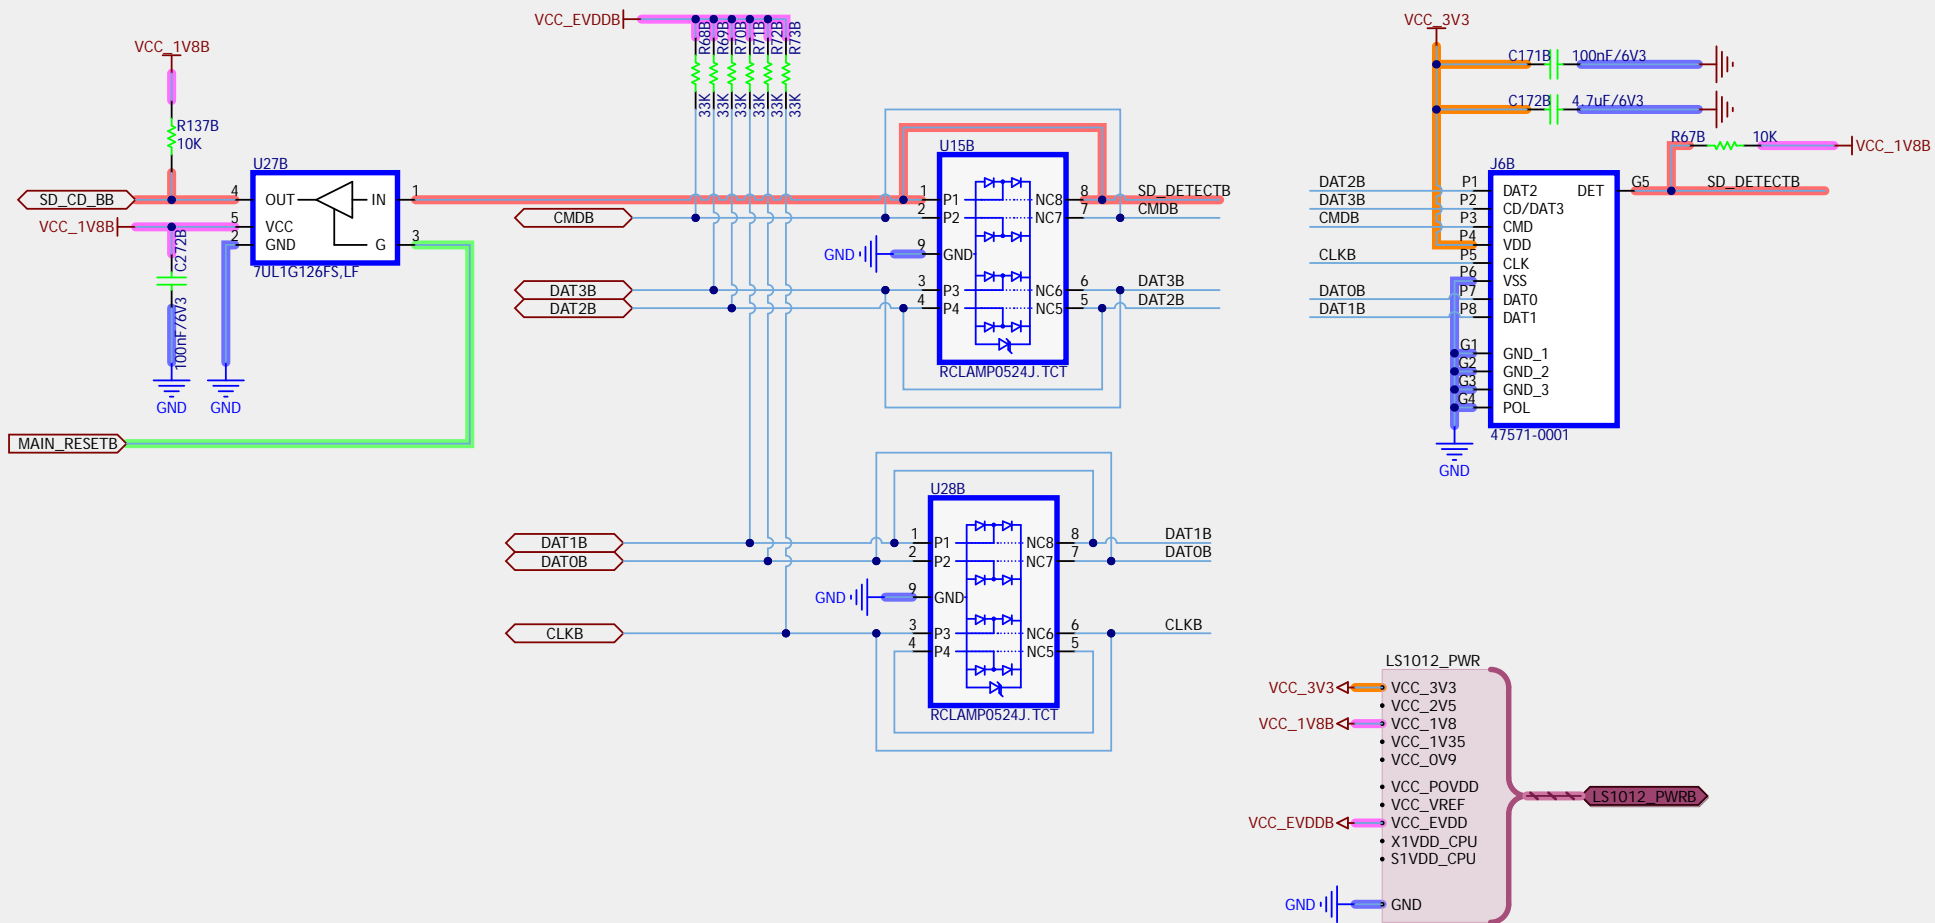 VCC_1V8B
R137B
10K
U27B
SD_CD_BB
4
OUT
IN
1
VCC_1V8B
5
VCC
2
GND
G
3
C272B
100nF/6V3
7UL1G126FS,LF
GND
GND
MAIN_RESETB
VCC_EVDDB
R68B
R69B
R70B
R71B
R72B
R73B
33K
33K
33K
33K
33K
33K
U15B
1
P1
NC8
8
SD_DETECTB
CMDB
2
P2
NC7
7
CMDB
GND
9
GND
DAT3B
3
P3
NC6
6
DAT3B
DAT2B
4
P4
NC5
5
DAT2B
RCLAMP0524J.TCT
U28B
DAT1B
1
P1
NC8
8
DAT1B
DAT0B
2
P2
NC7
7
DAT0B
GND
9
GND
CLKB
3
P3
NC6
6
CLKB
4
P4
NC5
5
RCLAMP0524J.TCT
VCC_3V3
C171B
100nF/6V3
C172B
4.7uF/6V3
R67B
10K
VCC_1V8B
J6B
DAT2B
P1
DAT2
DET
G5
SD_DETECTB
DAT3B
P2
CD/DAT3
CMDB
P3
CMD
P4
VDD
CLKB
P5
CLK
P6
VSS
DAT0B
P7
DAT0
DAT1B
P8
DAT1
G1
GND_1
G2
GND_2
G3
GND_3
G4
POL
47571-0001
GND
LS1012_PWR
VCC_3V3
VCC_3V3
VCC_2V5
VCC_1V8B
VCC_1V8
VCC_1V35
VCC_0V9
VCC_POVDD
LS1012_PWRB
VCC_VREF
VCC_EVDDB
VCC_EVDD
X1VDD_CPU
S1VDD_CPU
GND
GND